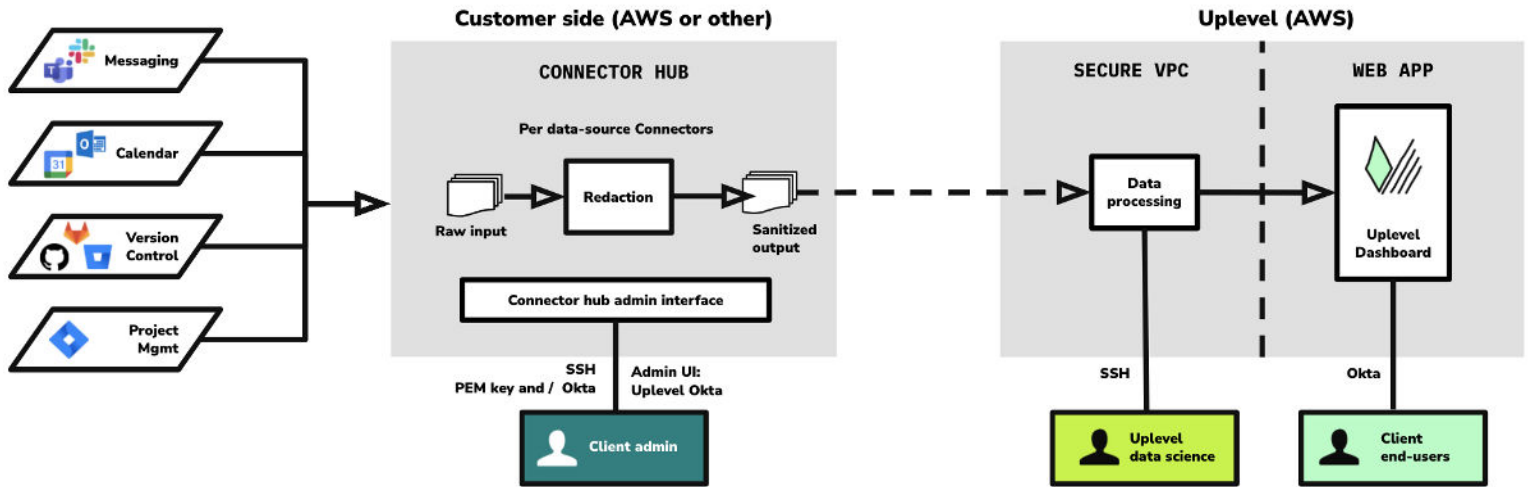 Customer side (AWS or other)
Uplevel (AWS)
Messaging
Calendar
31
Version
Control
Project
Mgmt
CONNECTOR HUB
Per data-source Connectors
Raw input
Redaction
Sanitized
output
Connector hub admin interface
SSH
PEM key and / Okta
Admin UI:
Uplevel Okta
Client admin
SECURE VPC
WEB APP
Data
processing
Uplevel
Dashboard
SSH
Okta
Uplevel
data science
Client
end-users
T
O